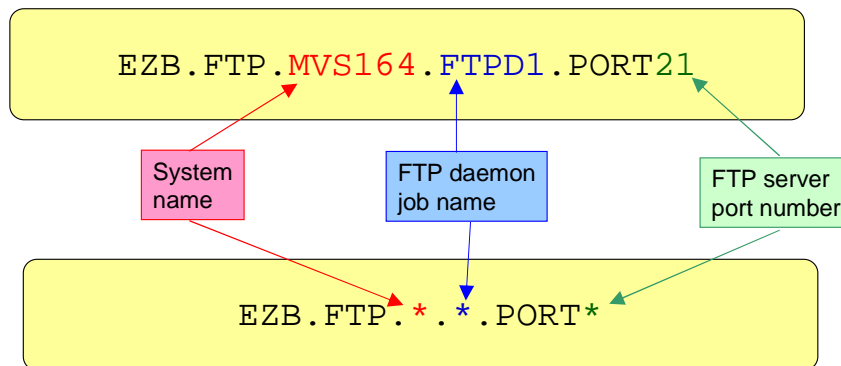 EZB.FTP.MVS164.FTPD1.PORT21
System
name
FTP daemon
job name
FTP server
port number
EZB.FTP.*.*.PORT*